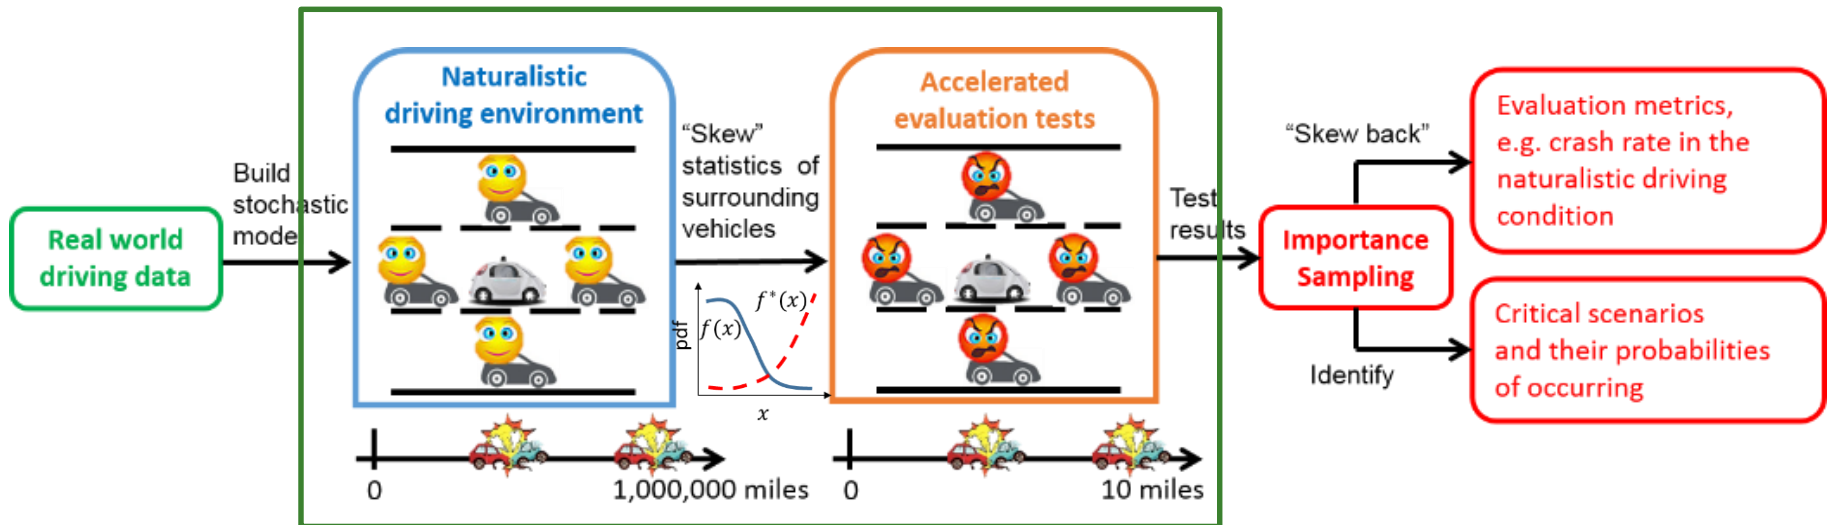 Real world
driving data
Build
stochastic
model
Naturalistic
driving environment
0
1,000,000 miles
"Skew"
statistics of
surrounding
vehicles
pdf
f(x)
f*(x)
x
Accelerated
evaluation tests
0
10 miles
Test
results
Importance
Sampling
"Skew back"
Identify
Evaluation metrics,
e.g. crash rate in the
naturalistic driving
condition
Critical scenarios
and their probabilities
of occurring